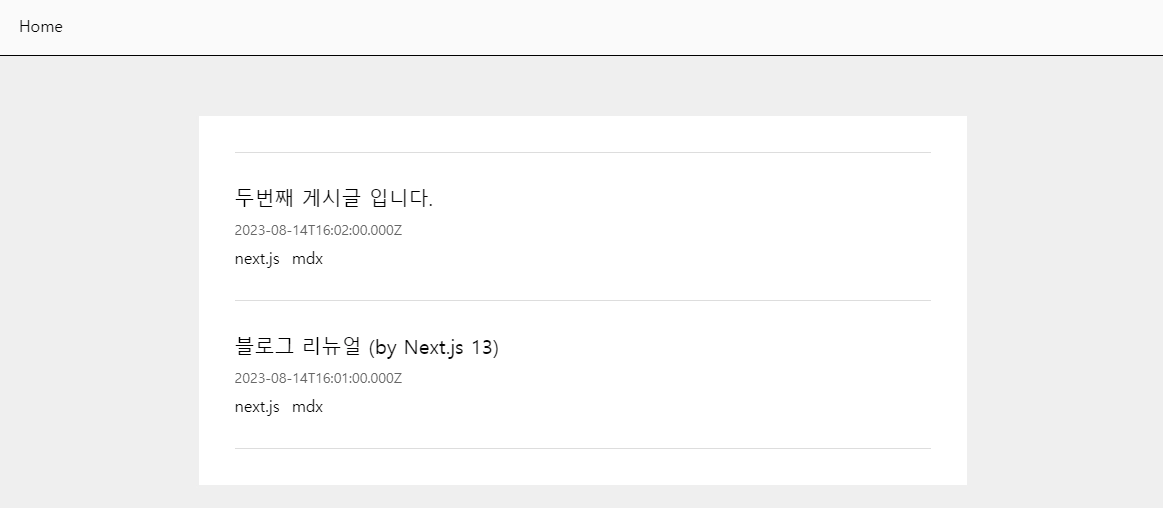 Home
두번째 게시글 입니다.
2023-08-14T16:02:00.000Z
next.js mdx
블로그 리뉴얼 (by Next.js 13)
2023-08-14T16:01:00.000Z
next.js mdx